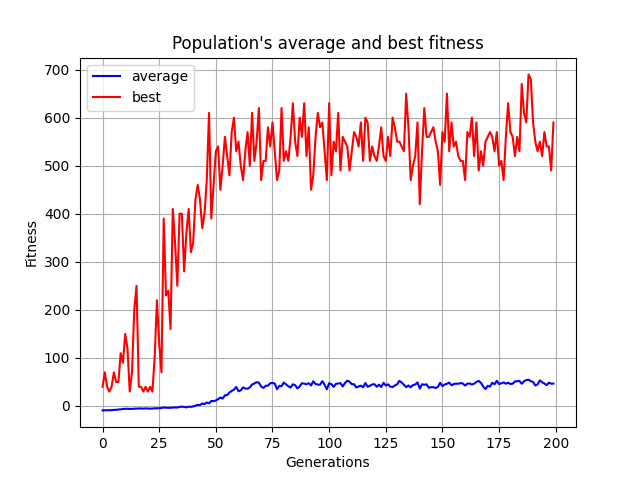 Population's average and best fitness
average
best
700
600
500
400
300
200
100
0
Fitness
0 25 50 75 100 125 150 175 200
Generations